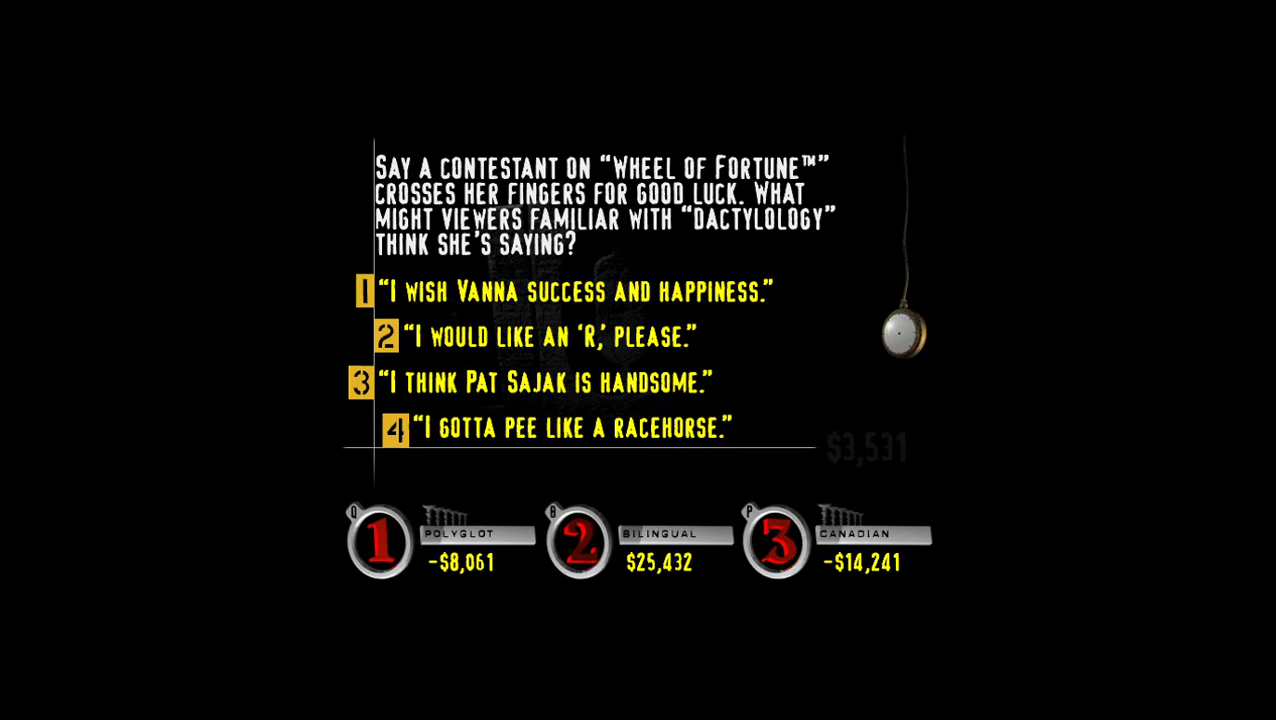 Say a contestant on “Wheel of Fortune™”
crosses her fingers for good luck. What
might viewers familiar with “dactylology”
think she’s saying?
1 “I wish Vanna success and happiness.”
2 “I would like an ‘R,’ please.”
3 “I think Pat Sajak is handsome.”
4 “I gotta pee like a racehorse.”
$3,531
Q 1 POLYGLOT -$8,061
B 2 BILINGUAL $25,432
P 3 CANADIAN -$14,241